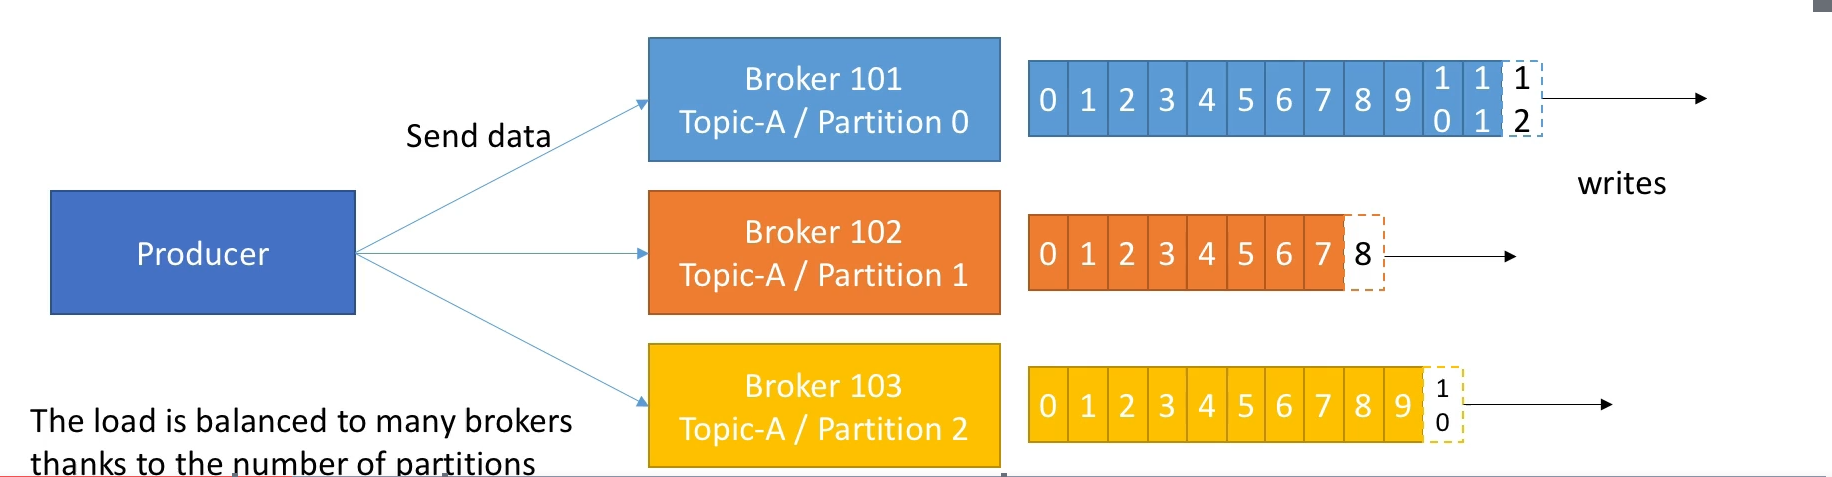 Send data
Producer
Broker 101
Topic-A / Partition 0
0 1 2 3 4 5 6 7 8 9 10 11 12
writes
Broker 102
Topic-A / Partition 1
0 1 2 3 4 5 6 7 8
Broker 103
Topic-A / Partition 2
0 1 2 3 4 5 6 7 8 9 10
The load is balanced to many brokers
thanks to the number of partitions